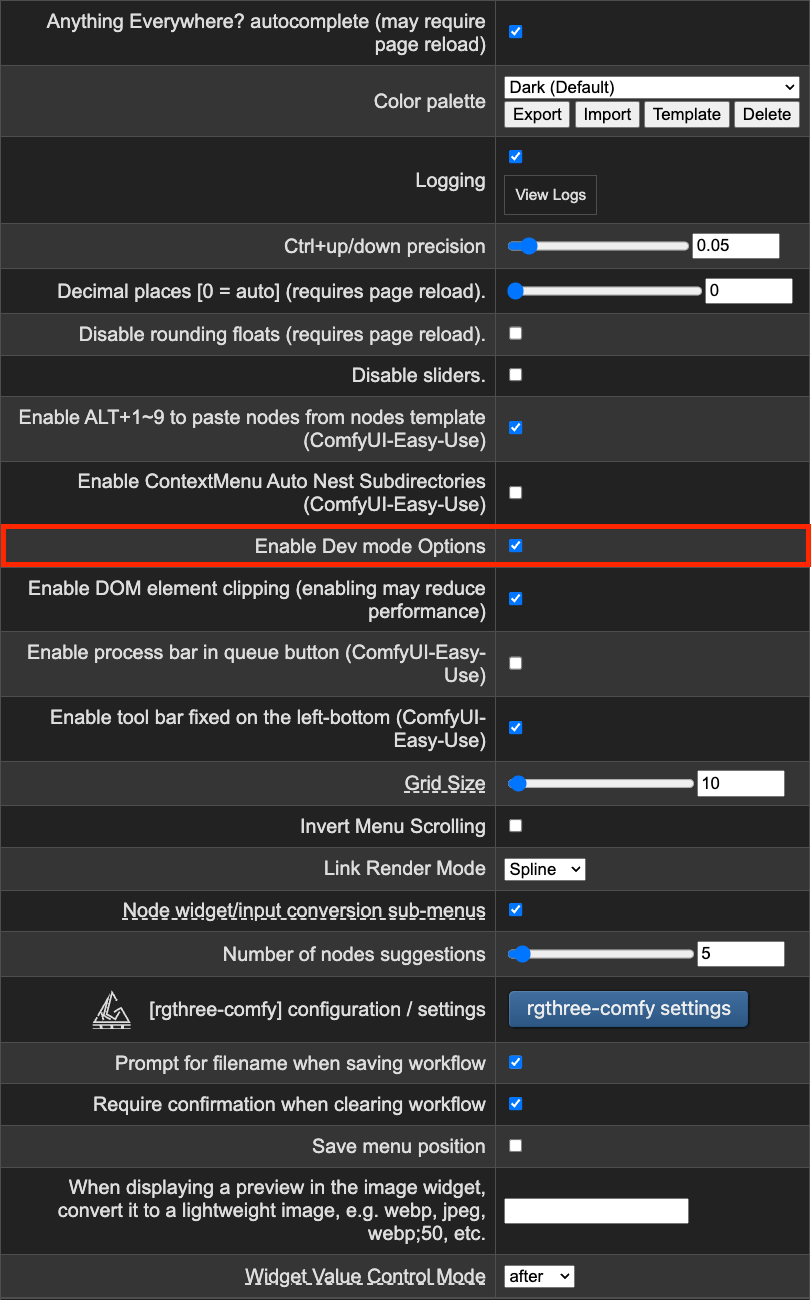 Anything Everywhere? autocomplete (may require
page reload)
Color palette
Dark (Default)
Export Import Template Delete
Logging
View Logs
Ctrl+up/down precision
0.05
Decimal places [0 = auto] (requires page reload).
0
Disable rounding floats (requires page reload).
Disable sliders.
Enable ALT+1~9 to paste nodes from nodes template
(ComfyUI-Easy-Use)
Enable ContextMenu Auto Nest Subdirectories
(ComfyUI-Easy-Use)
Enable Dev mode Options
Enable DOM element clipping (enabling may reduce
performance)
Enable process bar in queue button (ComfyUI-Easy-
Use)
Enable tool bar fixed on the left-bottom (ComfyUI-
Easy-Use)
Grid Size
10
Invert Menu Scrolling
Link Render Mode
Spline
Node widget/input conversion sub-menus
Number of nodes suggestions
5
[rgthree-comfy] configuration / settings
rgthree-comfy settings
Prompt for filename when saving workflow
Require confirmation when clearing workflow
Save menu position
When displaying a preview in the image widget,
convert it to a lightweight image, e.g. webp, jpeg,
webp;50, etc.
Widget Value Control Mode
after